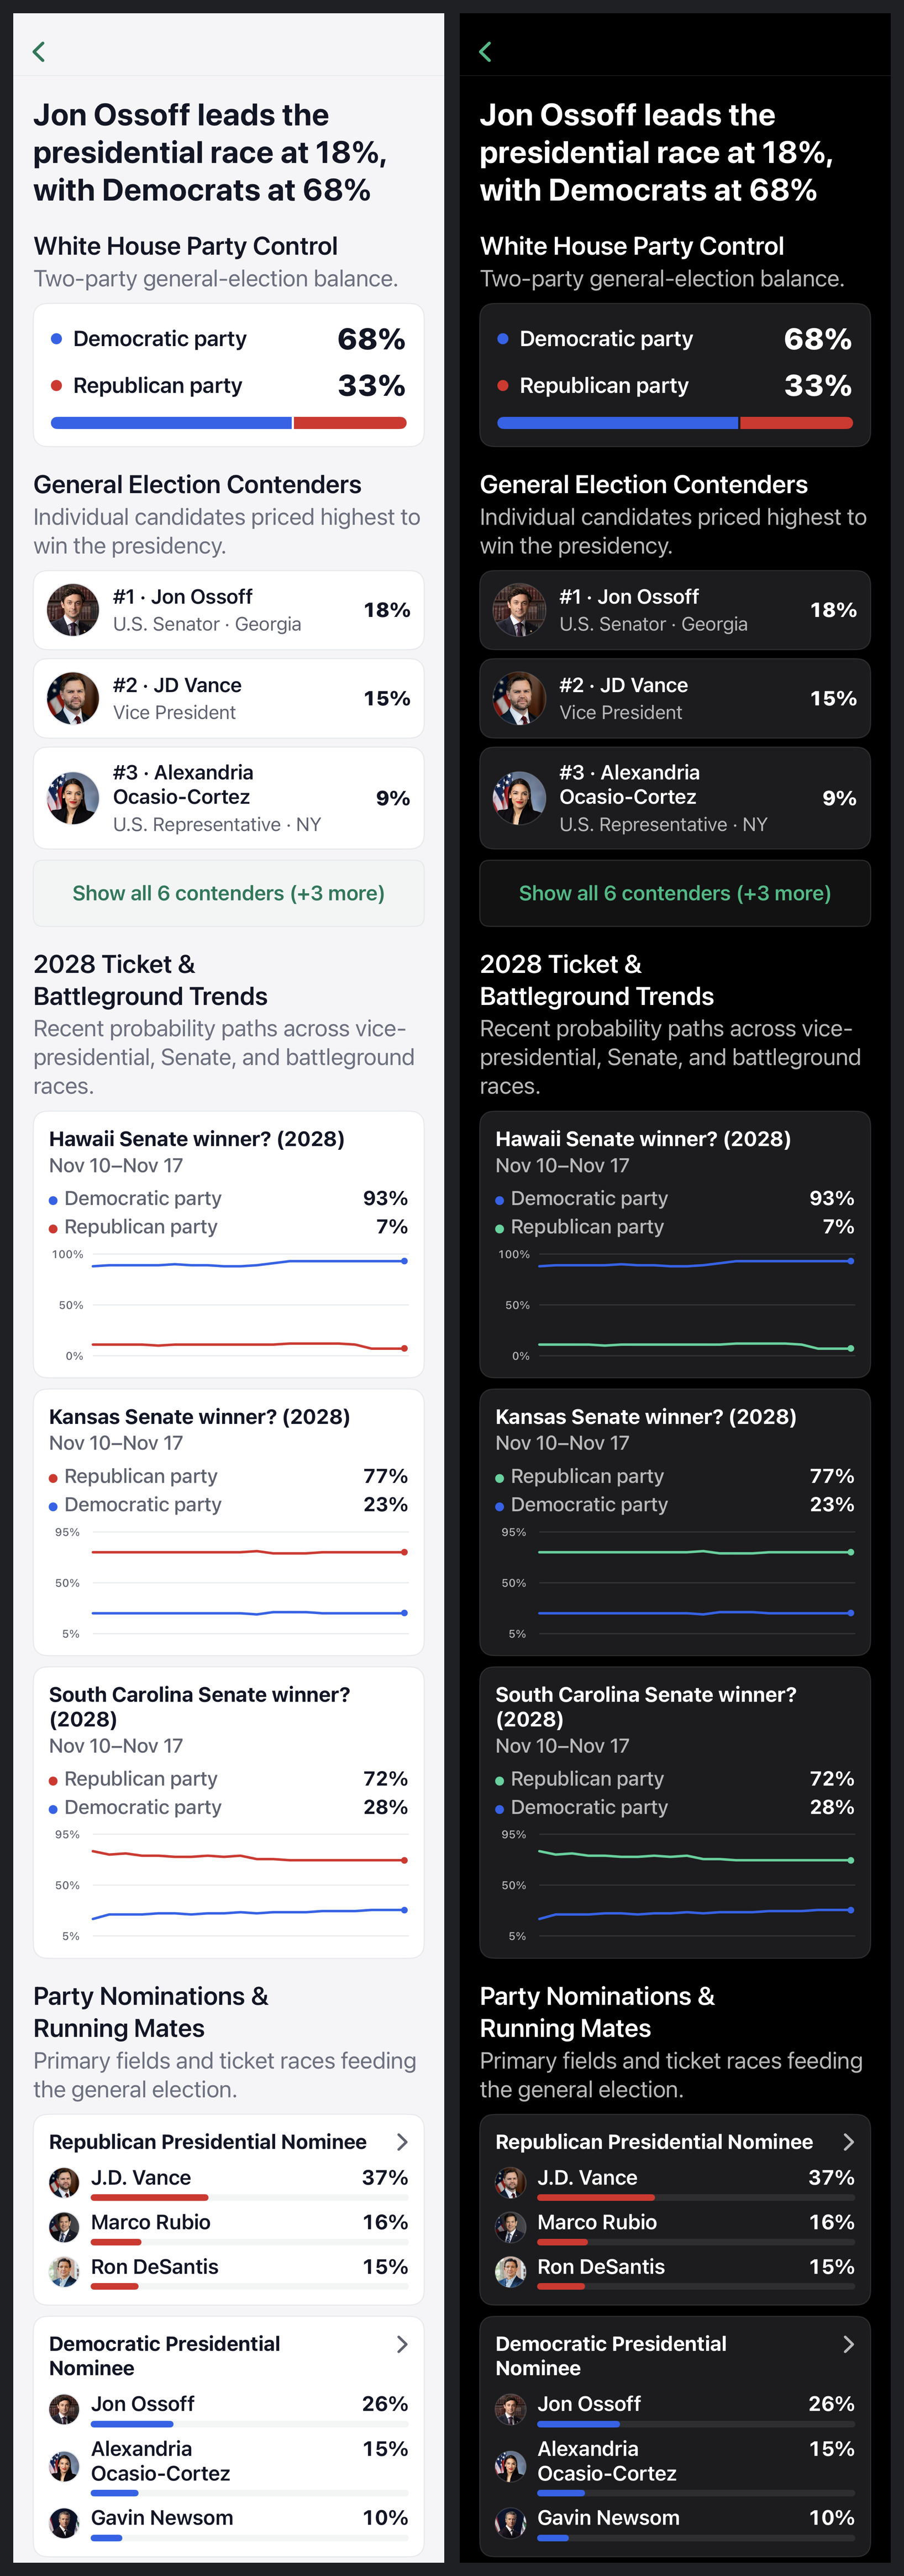 Jon Ossoff leads the
presidential race at 18%,
with Democrats at 68%
White House Party Control
Two-party general-election balance.
Democratic party 68%
Republican party 33%
General Election Contenders
Individual candidates priced highest to
win the presidency.
#1 · Jon Ossoff
U.S. Senator · Georgia
18%
#2 · JD Vance
Vice President
15%
#3 · Alexandria
Ocasio-Cortez
U.S. Representative · NY
9%
Show all 6 contenders (+3 more)
2028 Ticket &
Battleground Trends
Recent probability paths across vice-
presidential, Senate, and battleground
races.
Hawaii Senate winner? (2028)
Nov 10–Nov 17
Democratic party 93%
Republican party 7%
100%
50%
0%
Kansas Senate winner? (2028)
Nov 10–Nov 17
Republican party 77%
Democratic party 23%
95%
50%
5%
South Carolina Senate winner?
(2028)
Nov 10–Nov 17
Republican party 72%
Democratic party 28%
95%
50%
5%
Party Nominations &
Running Mates
Primary fields and ticket races feeding
the general election.
Republican Presidential Nominee
J.D. Vance 37%
Marco Rubio 16%
Ron DeSantis 15%
Democratic Presidential
Nominee
Jon Ossoff 26%
Alexandria 15%
Ocasio-Cortez
Gavin Newsom 10%
Jon Ossoff leads the
presidential race at 18%,
with Democrats at 68%
White House Party Control
Two-party general-election balance.
Democratic party 68%
Republican party 33%
General Election Contenders
Individual candidates priced highest to
win the presidency.
#1 · Jon Ossoff
U.S. Senator · Georgia
18%
#2 · JD Vance
Vice President
15%
#3 · Alexandria
Ocasio-Cortez
U.S. Representative · NY
9%
Show all 6 contenders (+3 more)
2028 Ticket &
Battleground Trends
Recent probability paths across vice-
presidential, Senate, and battleground
races.
Hawaii Senate winner? (2028)
Nov 10–Nov 17
Democratic party 93%
Republican party 7%
100%
50%
0%
Kansas Senate winner? (2028)
Nov 10–Nov 17
Republican party 77%
Democratic party 23%
95%
50%
5%
South Carolina Senate winner?
(2028)
Nov 10–Nov 17
Republican party 72%
Democratic party 28%
95%
50%
5%
Party Nominations &
Running Mates
Primary fields and ticket races feeding
the general election.
Republican Presidential Nominee
J.D. Vance 37%
Marco Rubio 16%
Ron DeSantis 15%
Democratic Presidential
Nominee
Jon Ossoff 26%
Alexandria 15%
Ocasio-Cortez
Gavin Newsom 10%